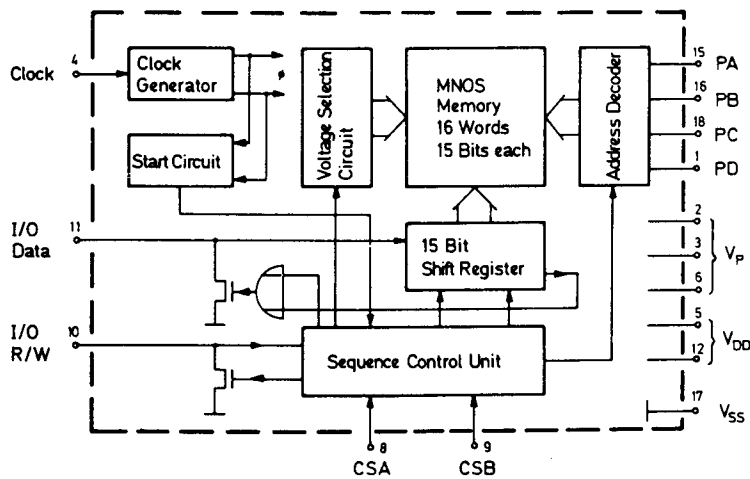 Clock
4
Clock
Generator
ø
Start Circuit
Voltage Selection
Circuit
MNOS
Memory
16 Words
15 Bits each
Address Decoder
15
PA
16
PB
18
PC
1
PD
I/O
Data
11
15 Bit
Shift Register
2
3
6
VP
I/O
R/W
10
Sequence Control Unit
5
12
VDD
17
VSS
8
CSA
9
CSB